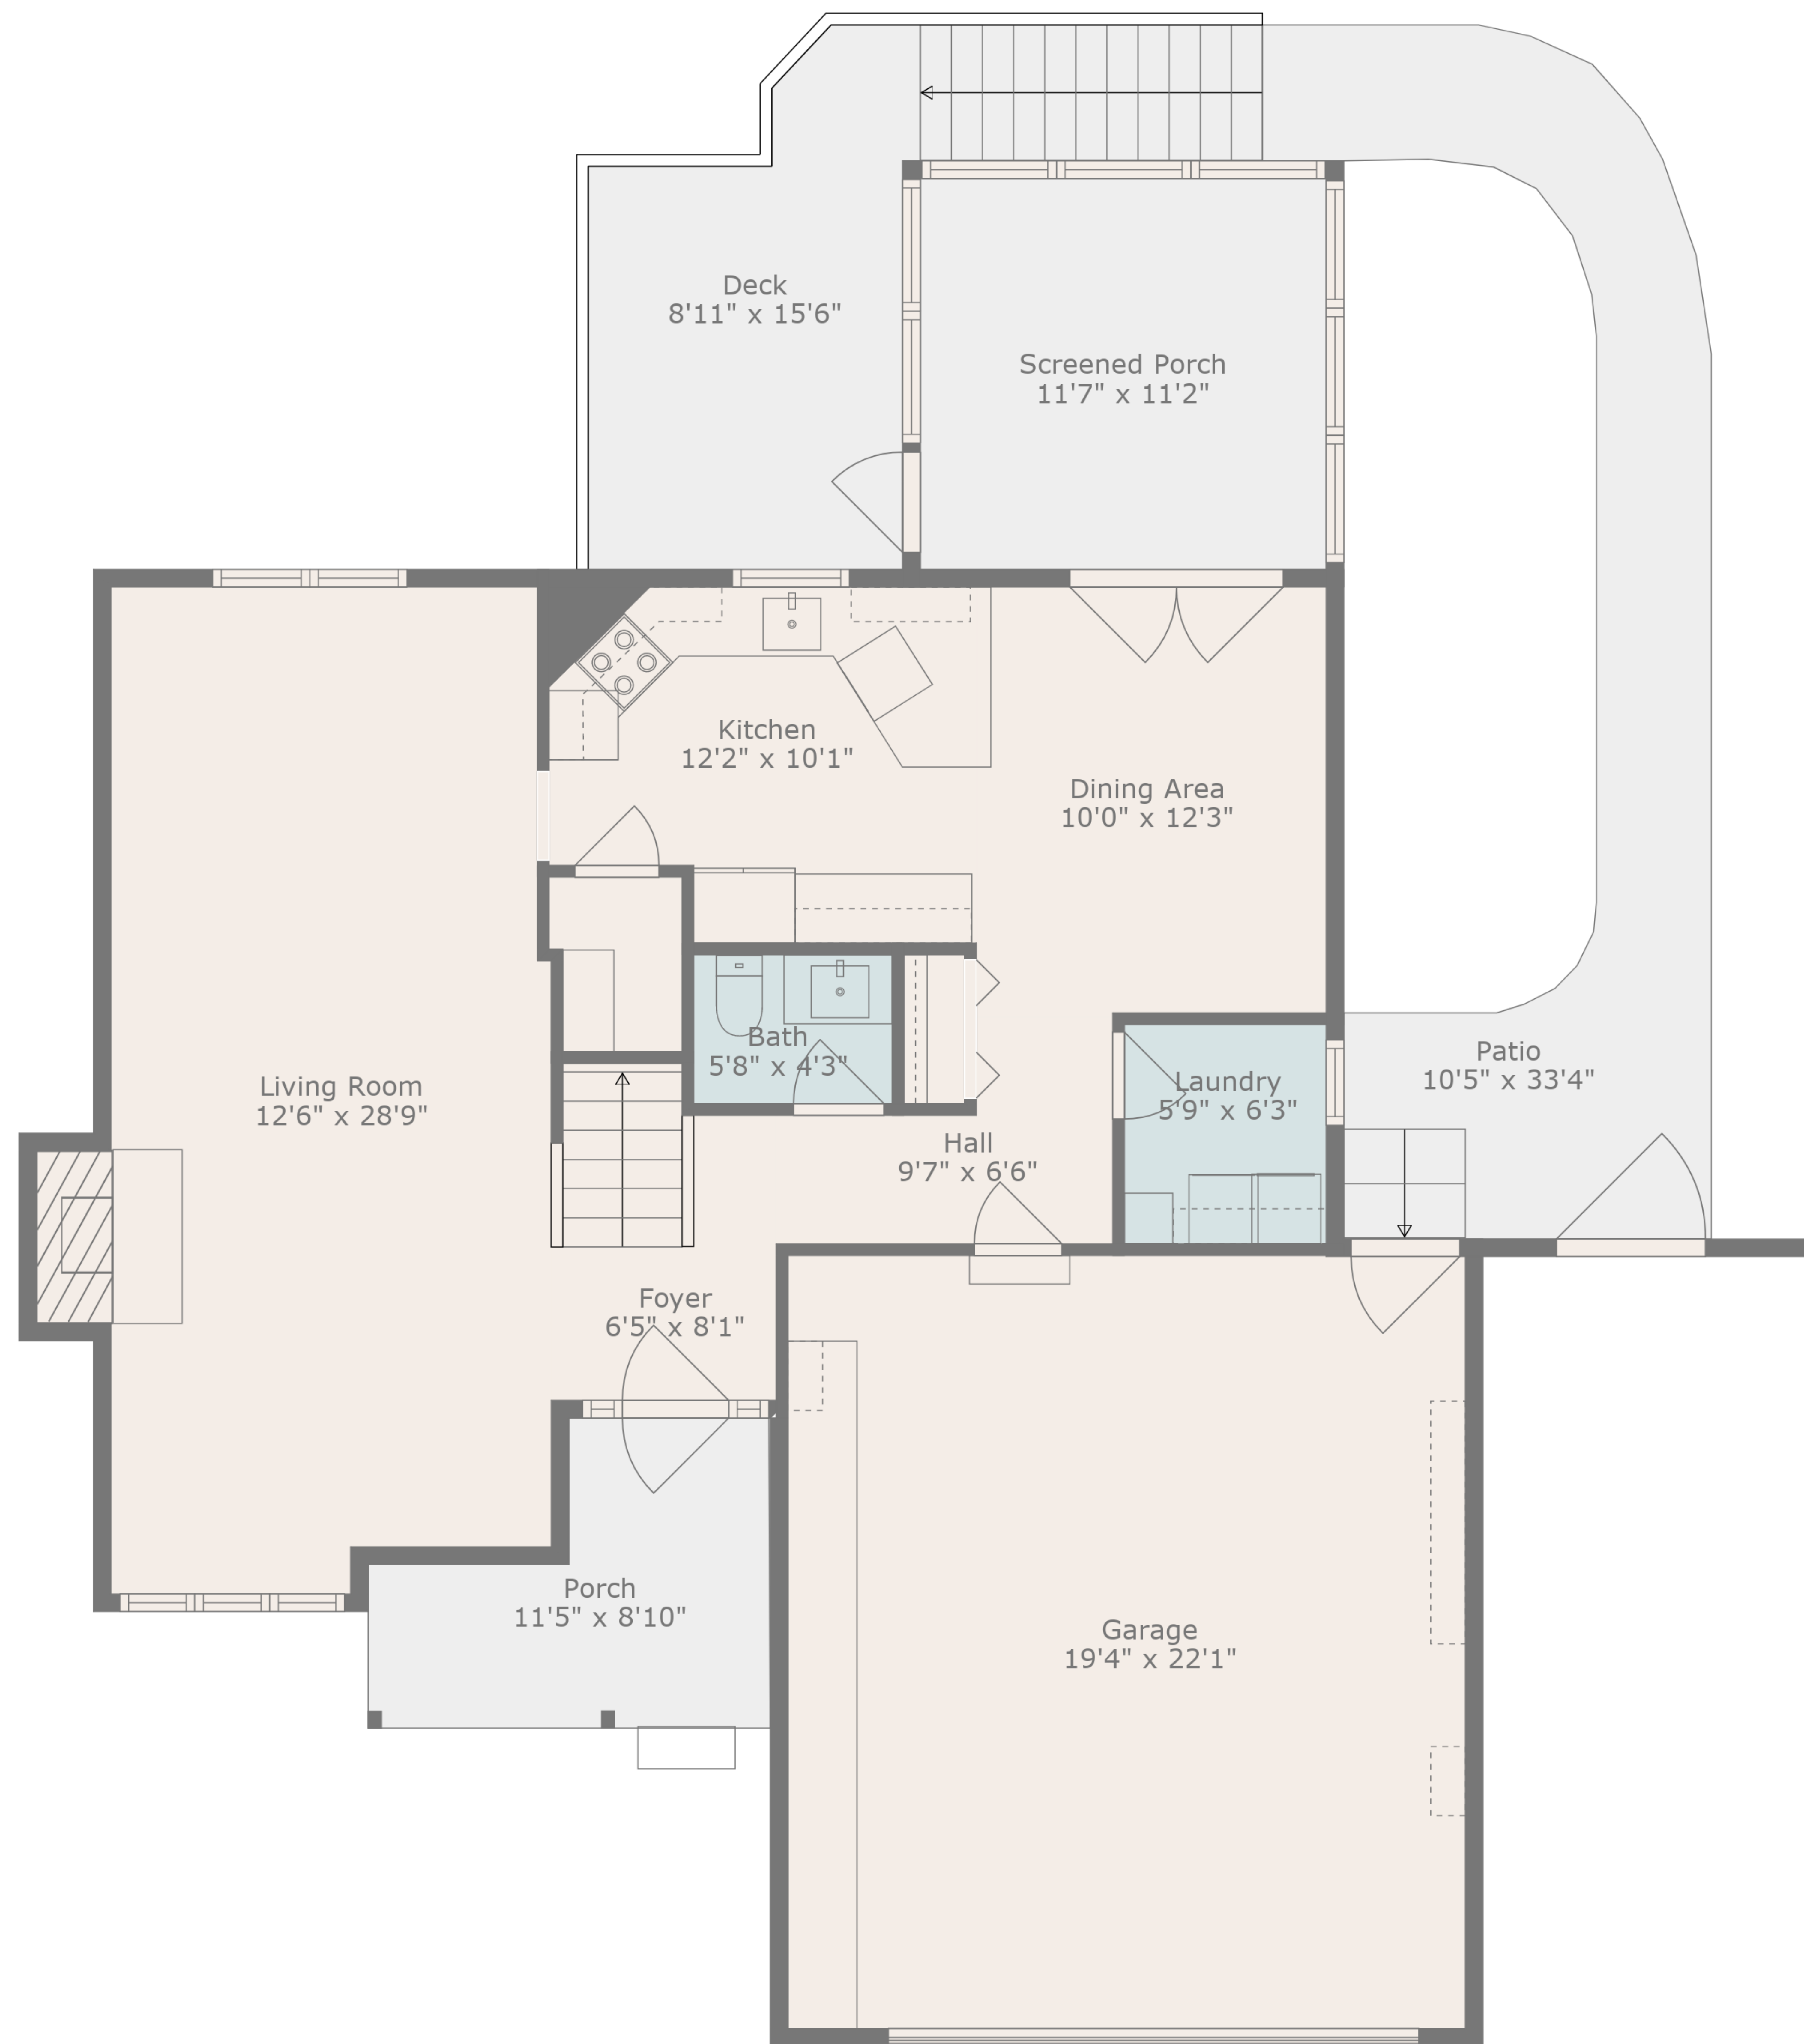 Deck
8'11" x 15'6"
Screened Porch
11'7" x 11'2"
Kitchen
12'2" x 10'1"
Dining Area
10'0" x 12'3"
Bath
5'8" x 4'3"
Patio
10'5" x 33'4"
Laundry
5'9" x 6'3"
Living Room
12'6" x 28'9"
Hall
9'7" x 6'6"
Foyer
6'5" x 8'1"
Porch
11'5" x 8'10"
Garage
19'4" x 22'1"